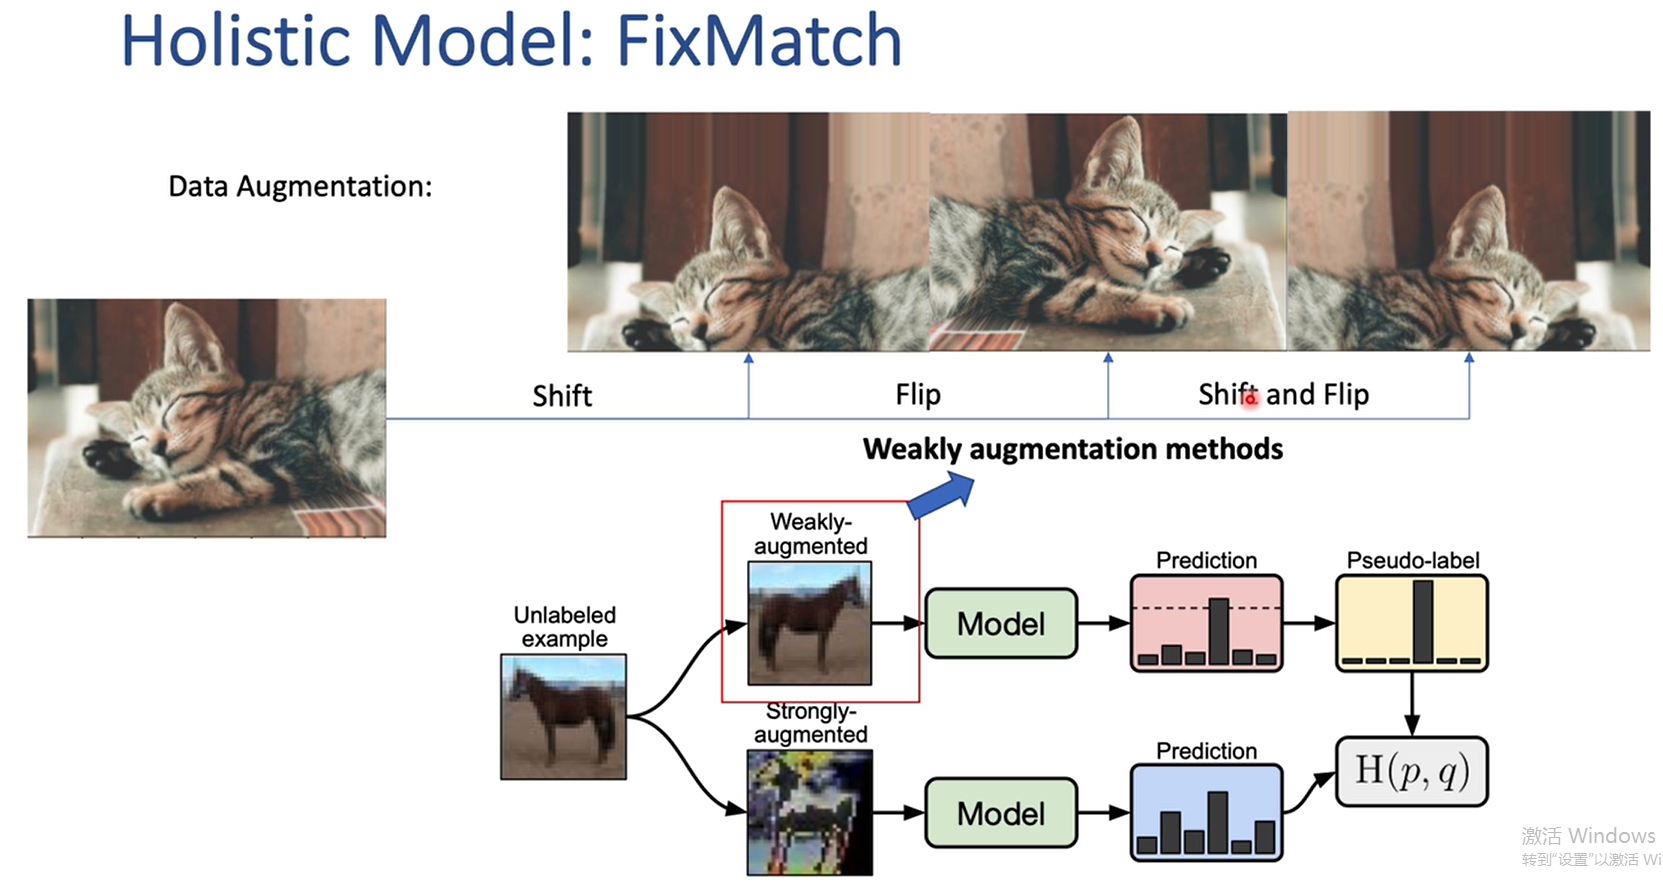 Holistic Model: FixMatch
Data Augmentation:
Shift
Flip
Shift and Flip
Weakly augmentation methods
Weakly-
augmented
Prediction
Pseudo-label
Unlabeled
example
Model
Strongly-
augmented
Prediction
Model
H(p, q)
激活 Windows
转到“设置”以激活 Wi